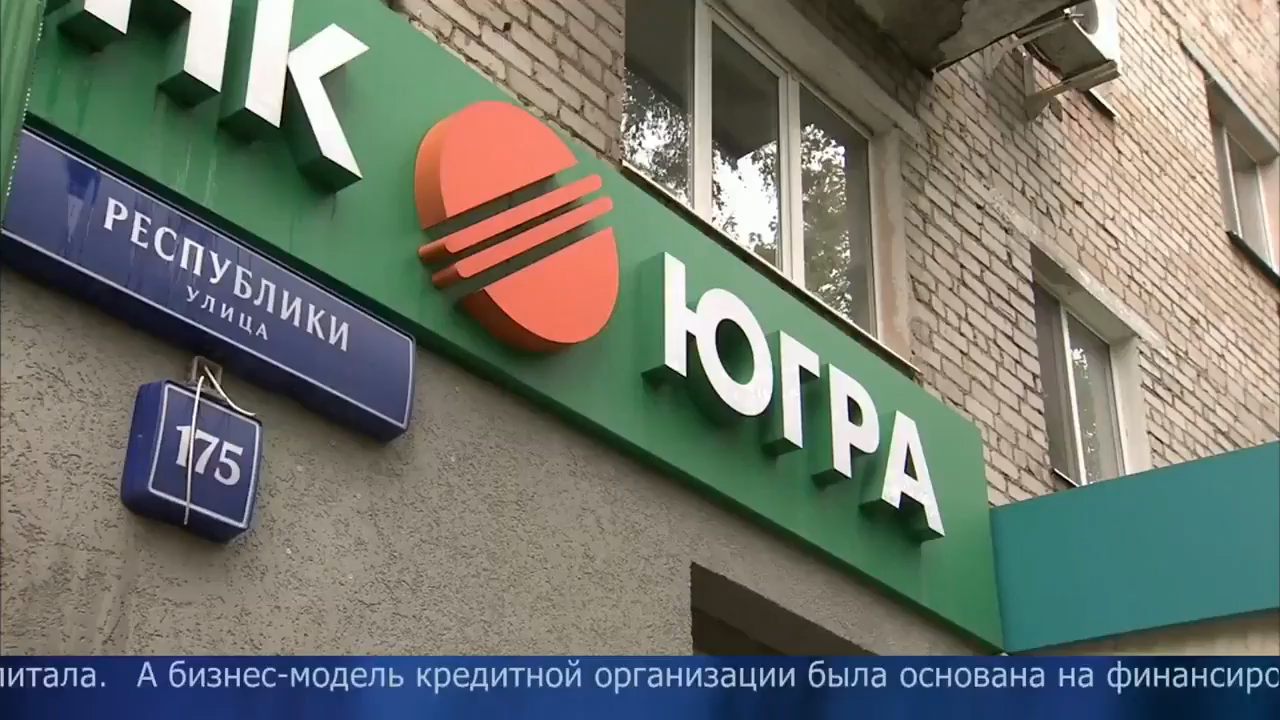 НК ЮГРА
РЕСПУБЛИКИ
УЛИЦА
175
питала. А бизнес-модель кредитной организации была основана на финансиро